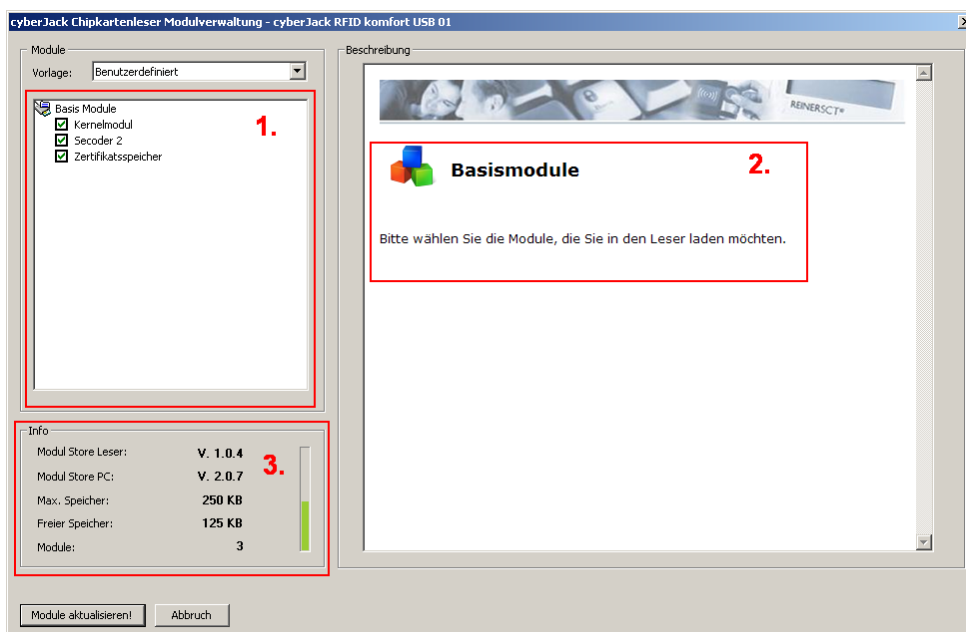 cyberJack Chipkartenleser Modulverwaltung - cyberJack RFID komfort USB 01
Module
Vorlage: Benutzerdefiniert
Basis Module
Kernelmodul
Secoder 2
Zertifikatsspeicher
1.
Info
Modul Store Leser: V. 1.0.4
Modul Store PC: V. 2.0.7
Max. Speicher: 250 KB
Freier Speicher: 125 KB
Module: 3
3.
Beschreibung
REINERSCT
Basismodule
2.
Bitte wählen Sie die Module, die Sie in den Leser laden möchten.
Module aktualisieren!
Abbruch